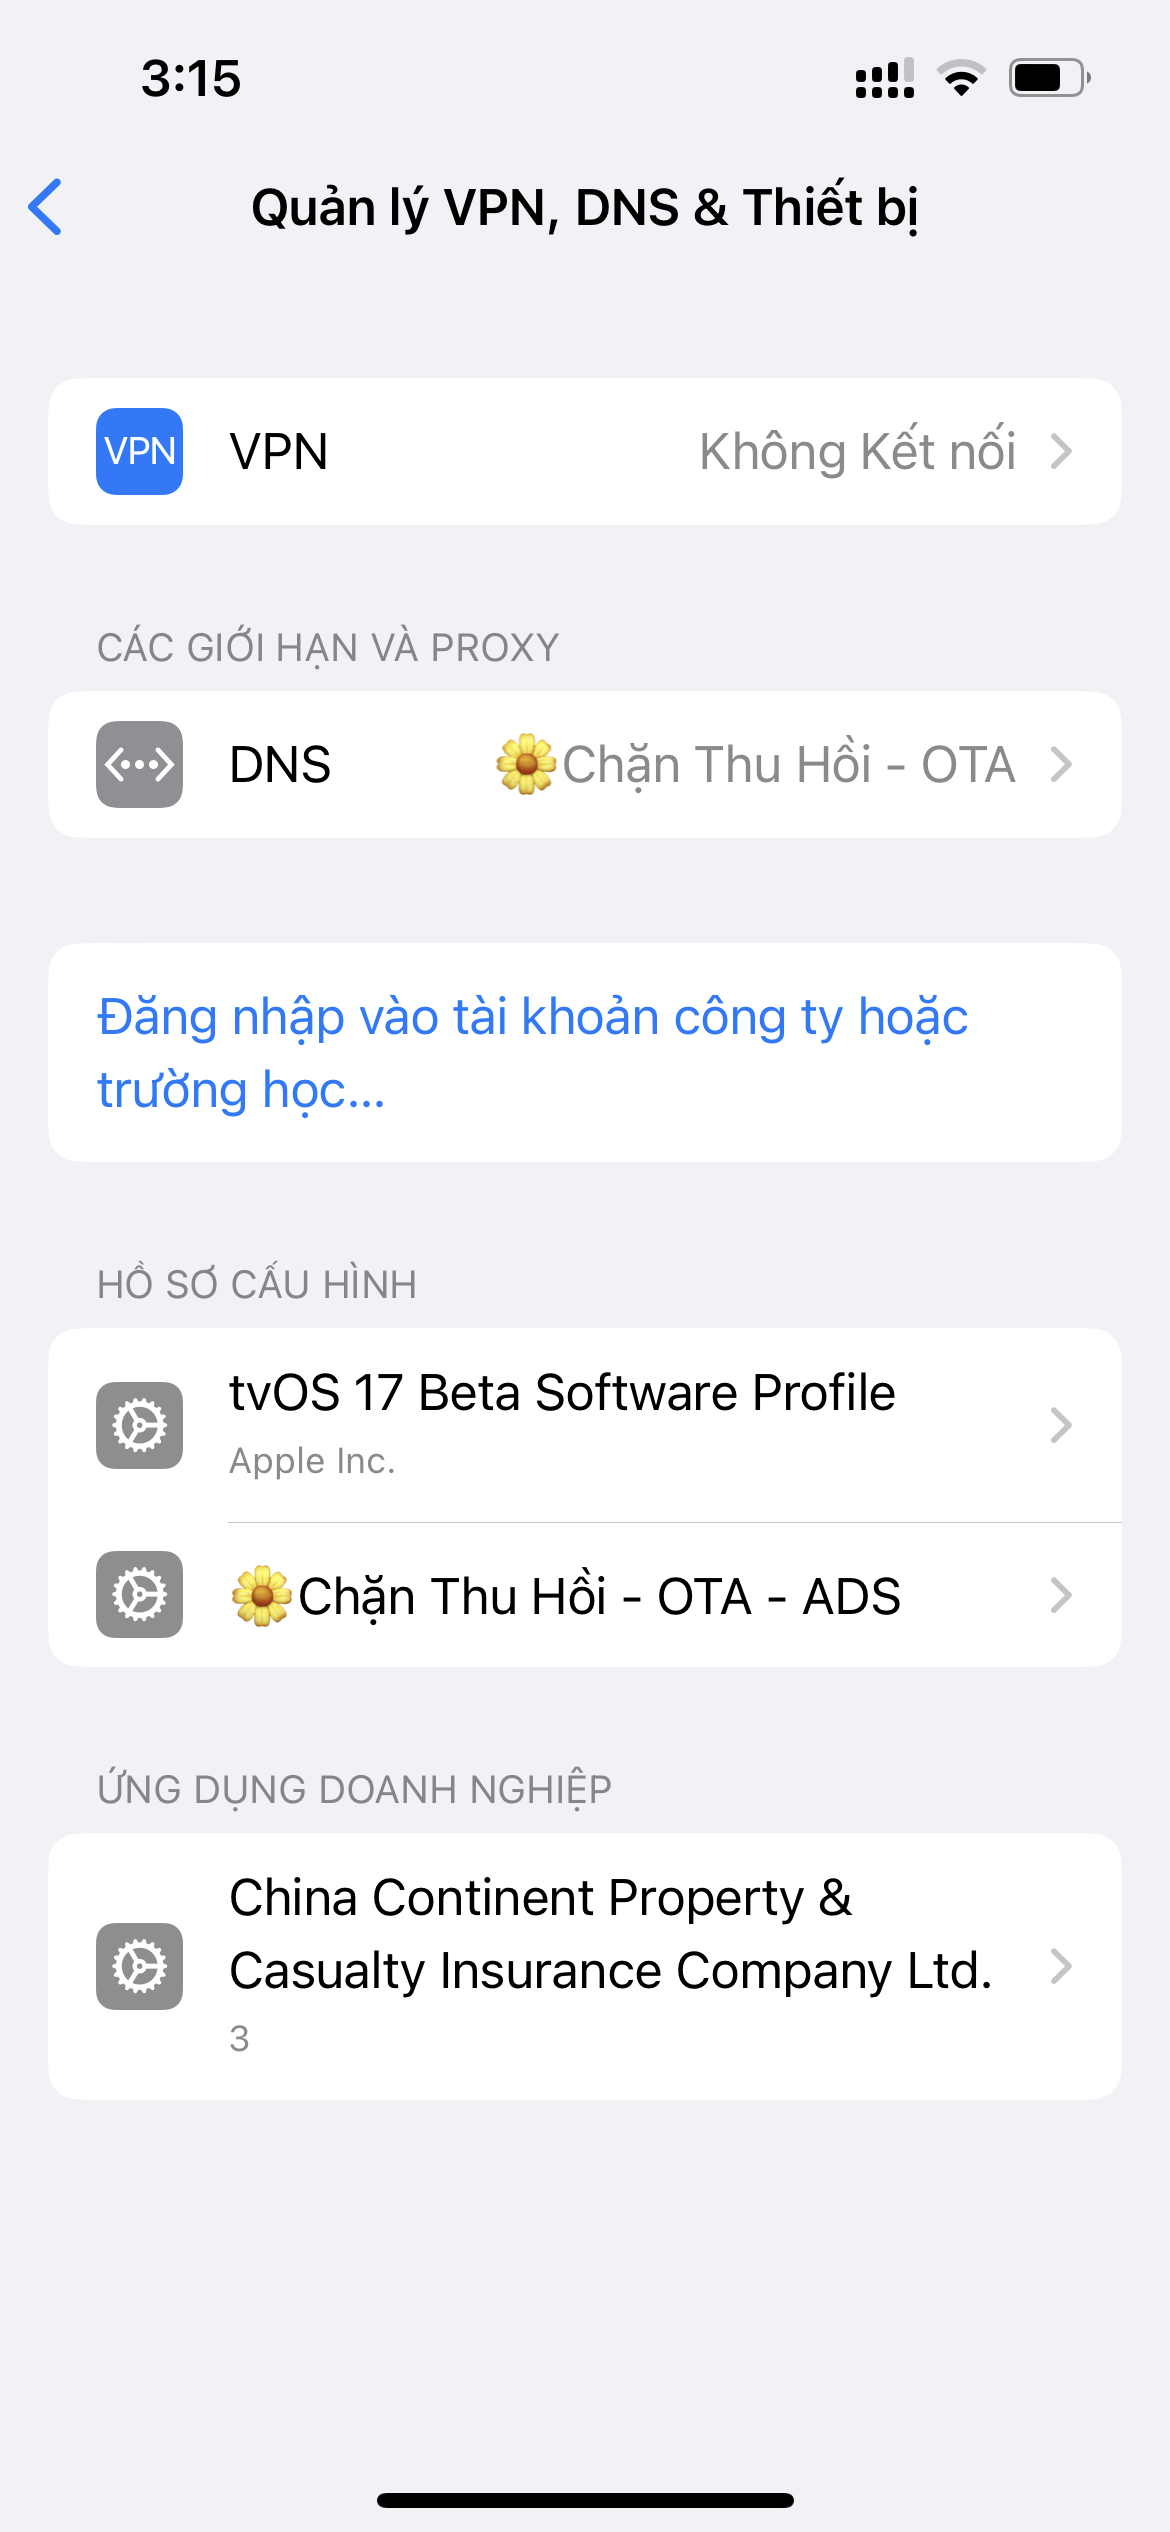 3:15
Quản lý VPN, DNS & Thiết bị
VPN VPN Không Kết nối
CÁC GIỚI HẠN VÀ PROXY
DNS 🌼Chặn Thu Hồi - OTA
Đăng nhập vào tài khoản công ty hoặc
trường học...
HỒ SƠ CẤU HÌNH
tvOS 17 Beta Software Profile
Apple Inc.
🌼Chặn Thu Hồi - OTA - ADS
ỨNG DỤNG DOANH NGHIỆP
China Continent Property &
Casualty Insurance Company Ltd.
3